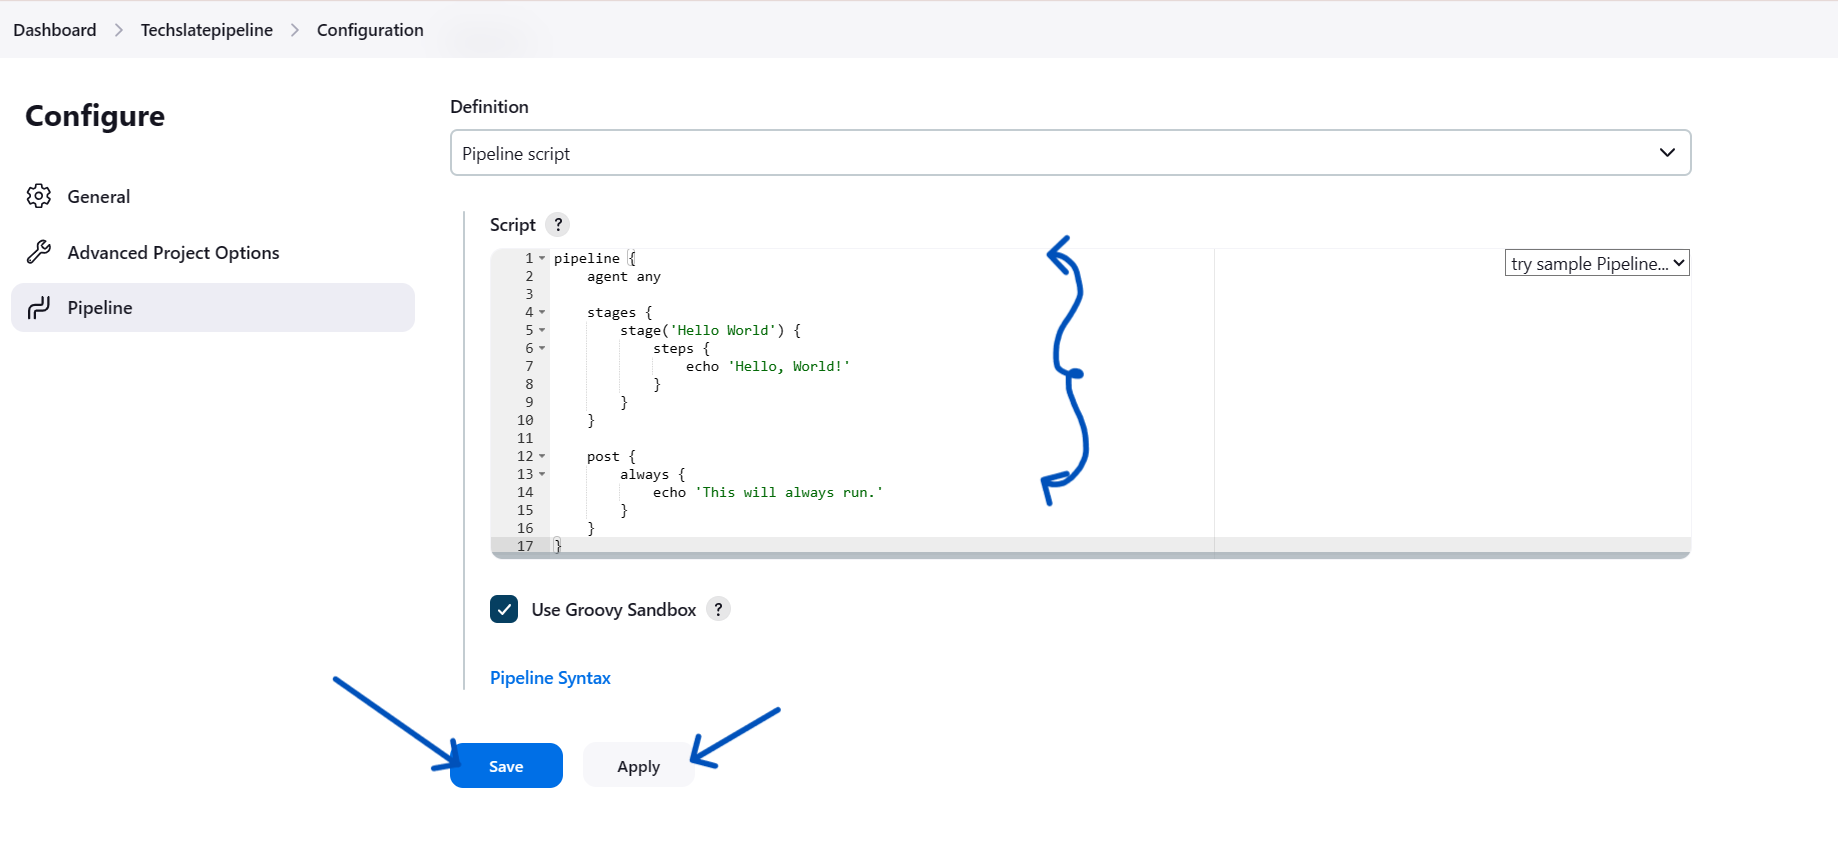 Dashboard > Techslatepipeline > Configuration
Configure
General
Advanced Project Options
Pipeline
Definition
Pipeline script
Script ?
try sample Pipeline...
1 pipeline {
2     agent any
3
4     stages {
5         stage('Hello World') {
6             steps {
7                 echo 'Hello, World!'
8             }
9         }
10     }
11
12     post {
13         always {
14             echo 'This will always run.'
15         }
16     }
17 }
Use Groovy Sandbox ?
Pipeline Syntax
Save Apply